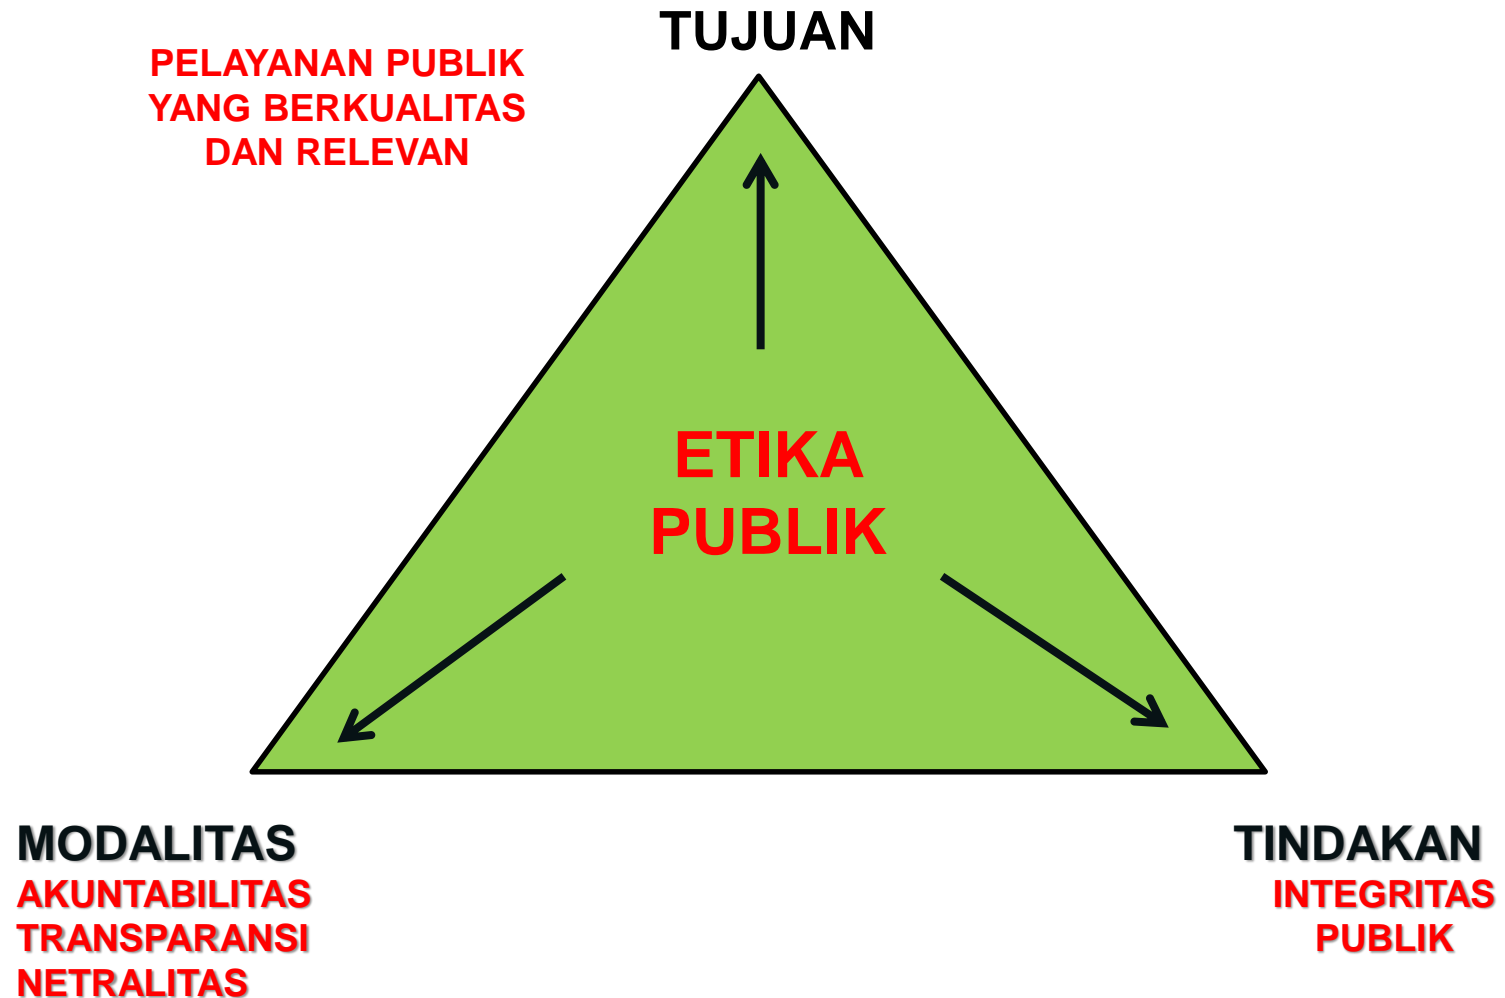 TUJUAN
PELAYANAN PUBLIK
YANG BERKUALITAS
DAN RELEVAN
ETIKA
PUBLIK
MODALITAS
AKUNTABILITAS
TRANSPARANSI
NETRALITAS
TINDAKAN
INTEGRITAS
PUBLIK